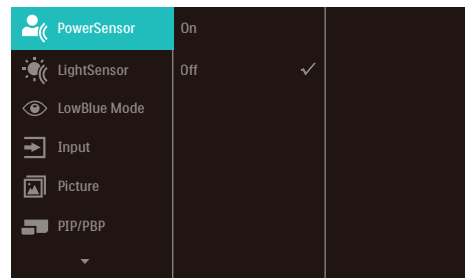 PowerSensor
On
LightSensor
Off
LowBlue Mode
Input
Picture
PIP/PBP